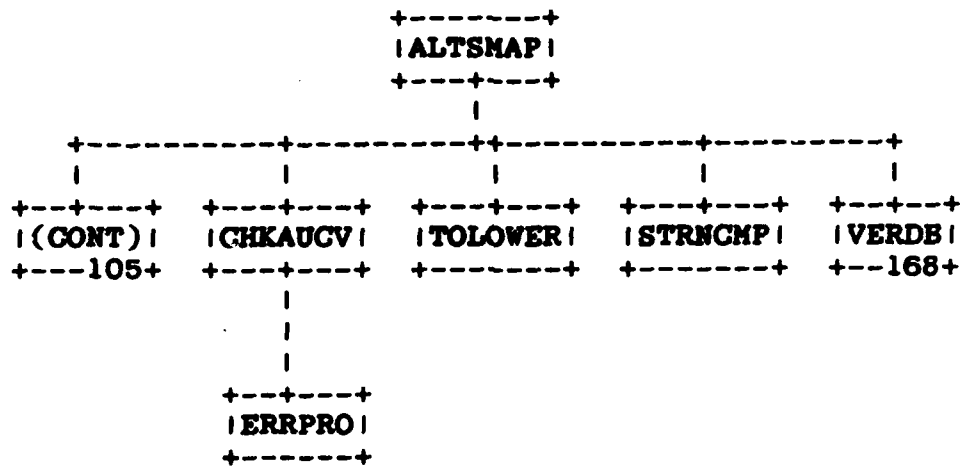 ALTSMAP
(CONT) CHKAUCV TOLOWER STRNCMP VERDB
105 168
ERRPRO